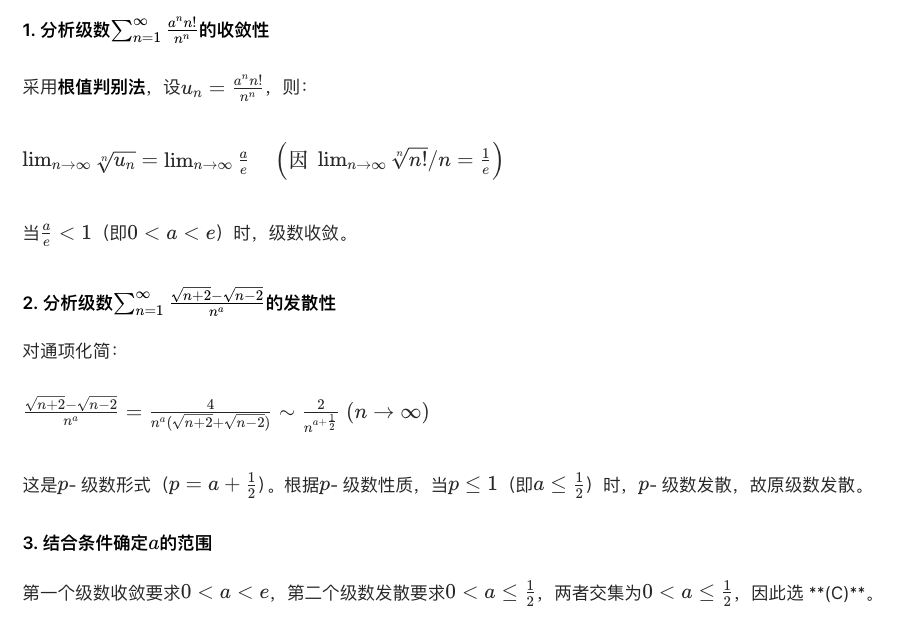 1. 分析级数$\sum_{n=1}^{\infty} \frac{a^n n!}{n^n}$的收敛性
采用根值判别法，设$u_n = \frac{a^n n!}{n^n}$，则：
$\lim_{n\to\infty} \sqrt[n]{u_n} = \lim_{n\to\infty} \frac{a}{e} \quad \left(因 \lim_{n\to\infty} \sqrt[n]{n!}/n = \frac{1}{e}\right)$
当$\frac{a}{e} < 1$（即$0 < a < e$）时，级数收敛。
2. 分析级数$\sum_{n=1}^{\infty} \frac{\sqrt{n+2}-\sqrt{n-2}}{n^a}$的发散性
对通项化简：
$\frac{\sqrt{n+2}-\sqrt{n-2}}{n^a} = \frac{4}{n^a(\sqrt{n+2}+\sqrt{n-2})} \sim \frac{2}{n^{a+\frac{1}{2}}} \ (n \to \infty)$
这是$p$- 级数形式（$p = a + \frac{1}{2}$）。根据$p$- 级数性质，当$p \leq 1$（即$a \leq \frac{1}{2}$）时，$p$- 级数发散，故原级数发散。
3. 结合条件确定$a$的范围
第一个级数收敛要求$0 < a < e$，第二个级数发散要求$0 < a \leq \frac{1}{2}$，两者交集为$0 < a \leq \frac{1}{2}$，因此选 **(C)**。